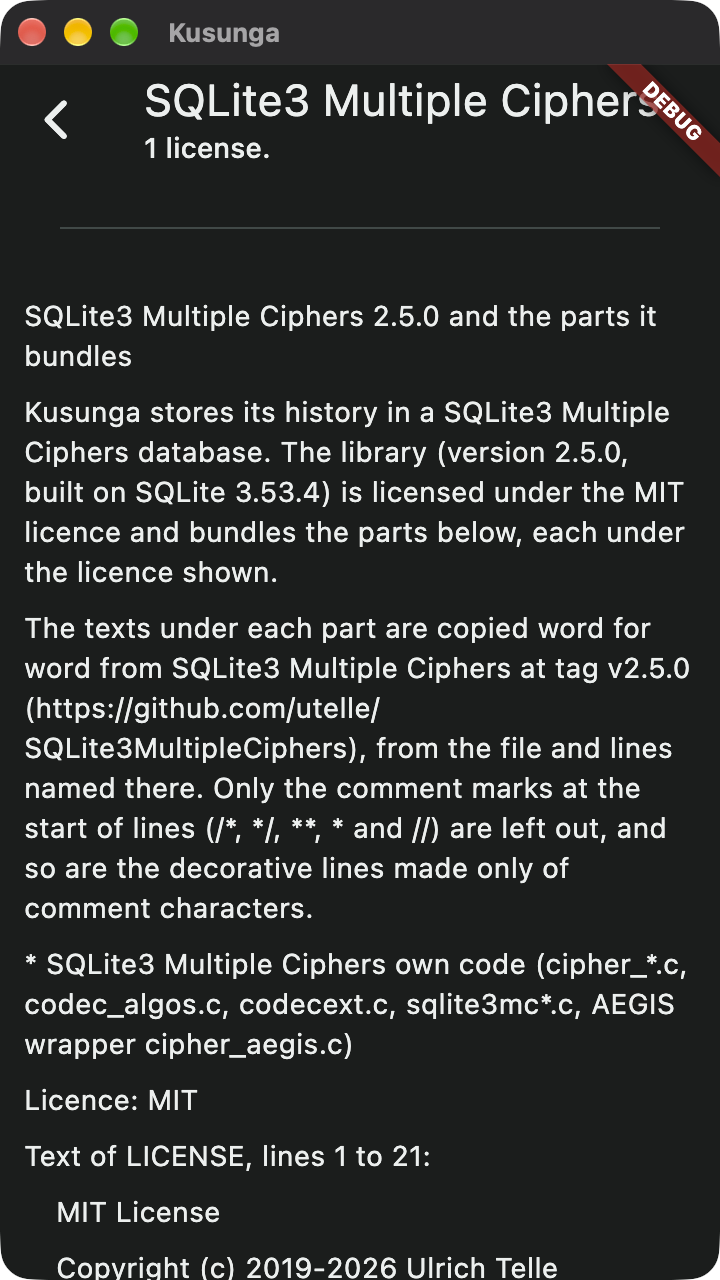 Kusunga
SQLite3 Multiple Ciphers
DEBUG
1 license.
SQLite3 Multiple Ciphers 2.5.0 and the parts it
bundles
Kusunga stores its history in a SQLite3 Multiple
Ciphers database. The library (version 2.5.0,
built on SQLite 3.53.4) is licensed under the MIT
licence and bundles the parts below, each under
the licence shown.
The texts under each part are copied word for
word from SQLite3 Multiple Ciphers at tag v2.5.0
(https://github.com/utelle/
SQLite3MultipleCiphers), from the file and lines
named there. Only the comment marks at the
start of lines (/*, */, **, * and //) are left out, and
so are the decorative lines made only of
comment characters.
* SQLite3 Multiple Ciphers own code (cipher_*.c,
codec_algos.c, codecext.c, sqlite3mc*.c, AEGIS
wrapper cipher_aegis.c)
Licence: MIT
Text of LICENSE, lines 1 to 21:
MIT License
Copyright (c) 2019-2026 Ulrich Telle